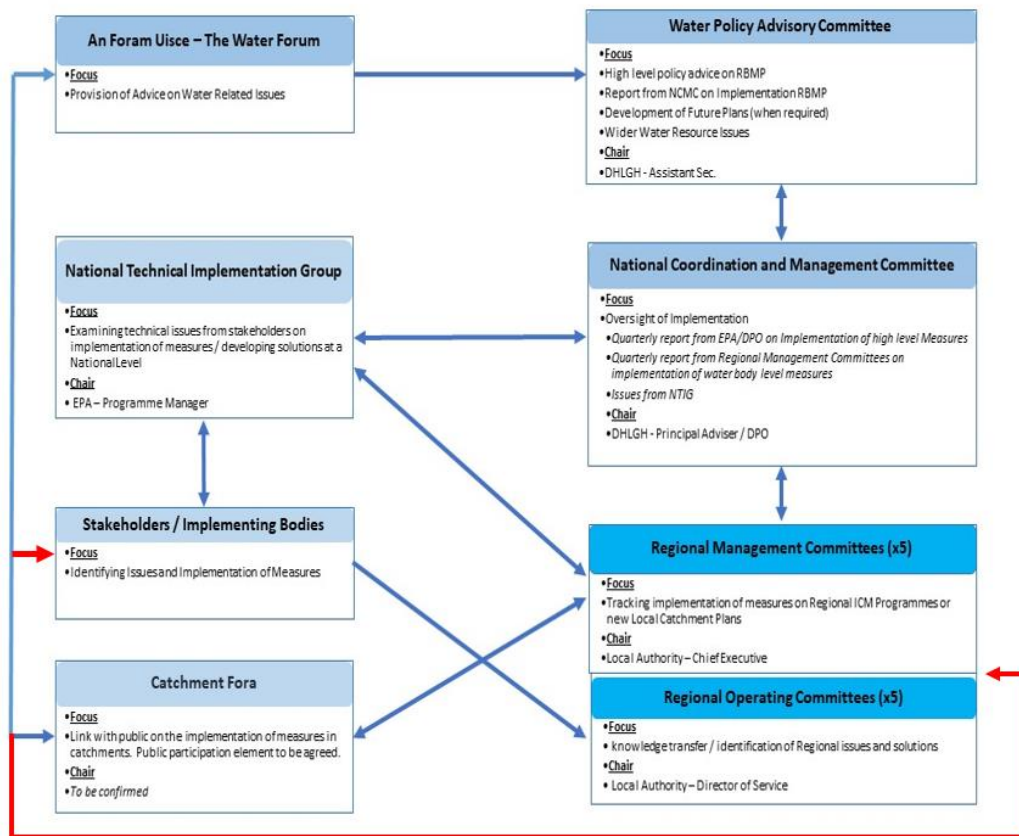 An Foram Uisce – The Water Forum
•Focus
•Provision of Advice on Water Related Issues
Water Policy Advisory Committee
•Focus
•High level policy advice on RBMP
•Report from NCMC on Implementation RBMP
•Development of Future Plans (when required)
•Wider Water Resource Issues
•Chair
•DHLGH - Assistant Sec.
National Technical Implementation Group
•Focus
•Examining technical issues from stakeholders on
implementation of measures / developing solutions at a
National Level
•Chair
• EPA – Programme Manager
National Coordination and Management Committee
•Focus
•Oversight of Implementation
•Quarterly report from EPA/DPO on Implementation of high level Measures
•Quarterly report from Regional Management Committees on
implementation of water body level measures
•Issues from NTIG
•Chair
•DHLGH - Principal Adviser / DPO
Stakeholders / Implementing Bodies
•Focus
•Identifying Issues and Implementation of Measures
Regional Management Committees (x5)
•Focus
•Tracking implementation of measures on Regional ICM Programmes or
new Local Catchment Plans
•Chair
•Local Authority – Chief Executive
Catchment Fora
•Focus
•Link with public on the implementation of measures in
catchments. Public participation element to be agreed.
•Chair
•To be confirmed
Regional Operating Committees (x5)
•Focus
• knowledge transfer / identification of Regional issues and solutions
•Chair
• Local Authority – Director of Service